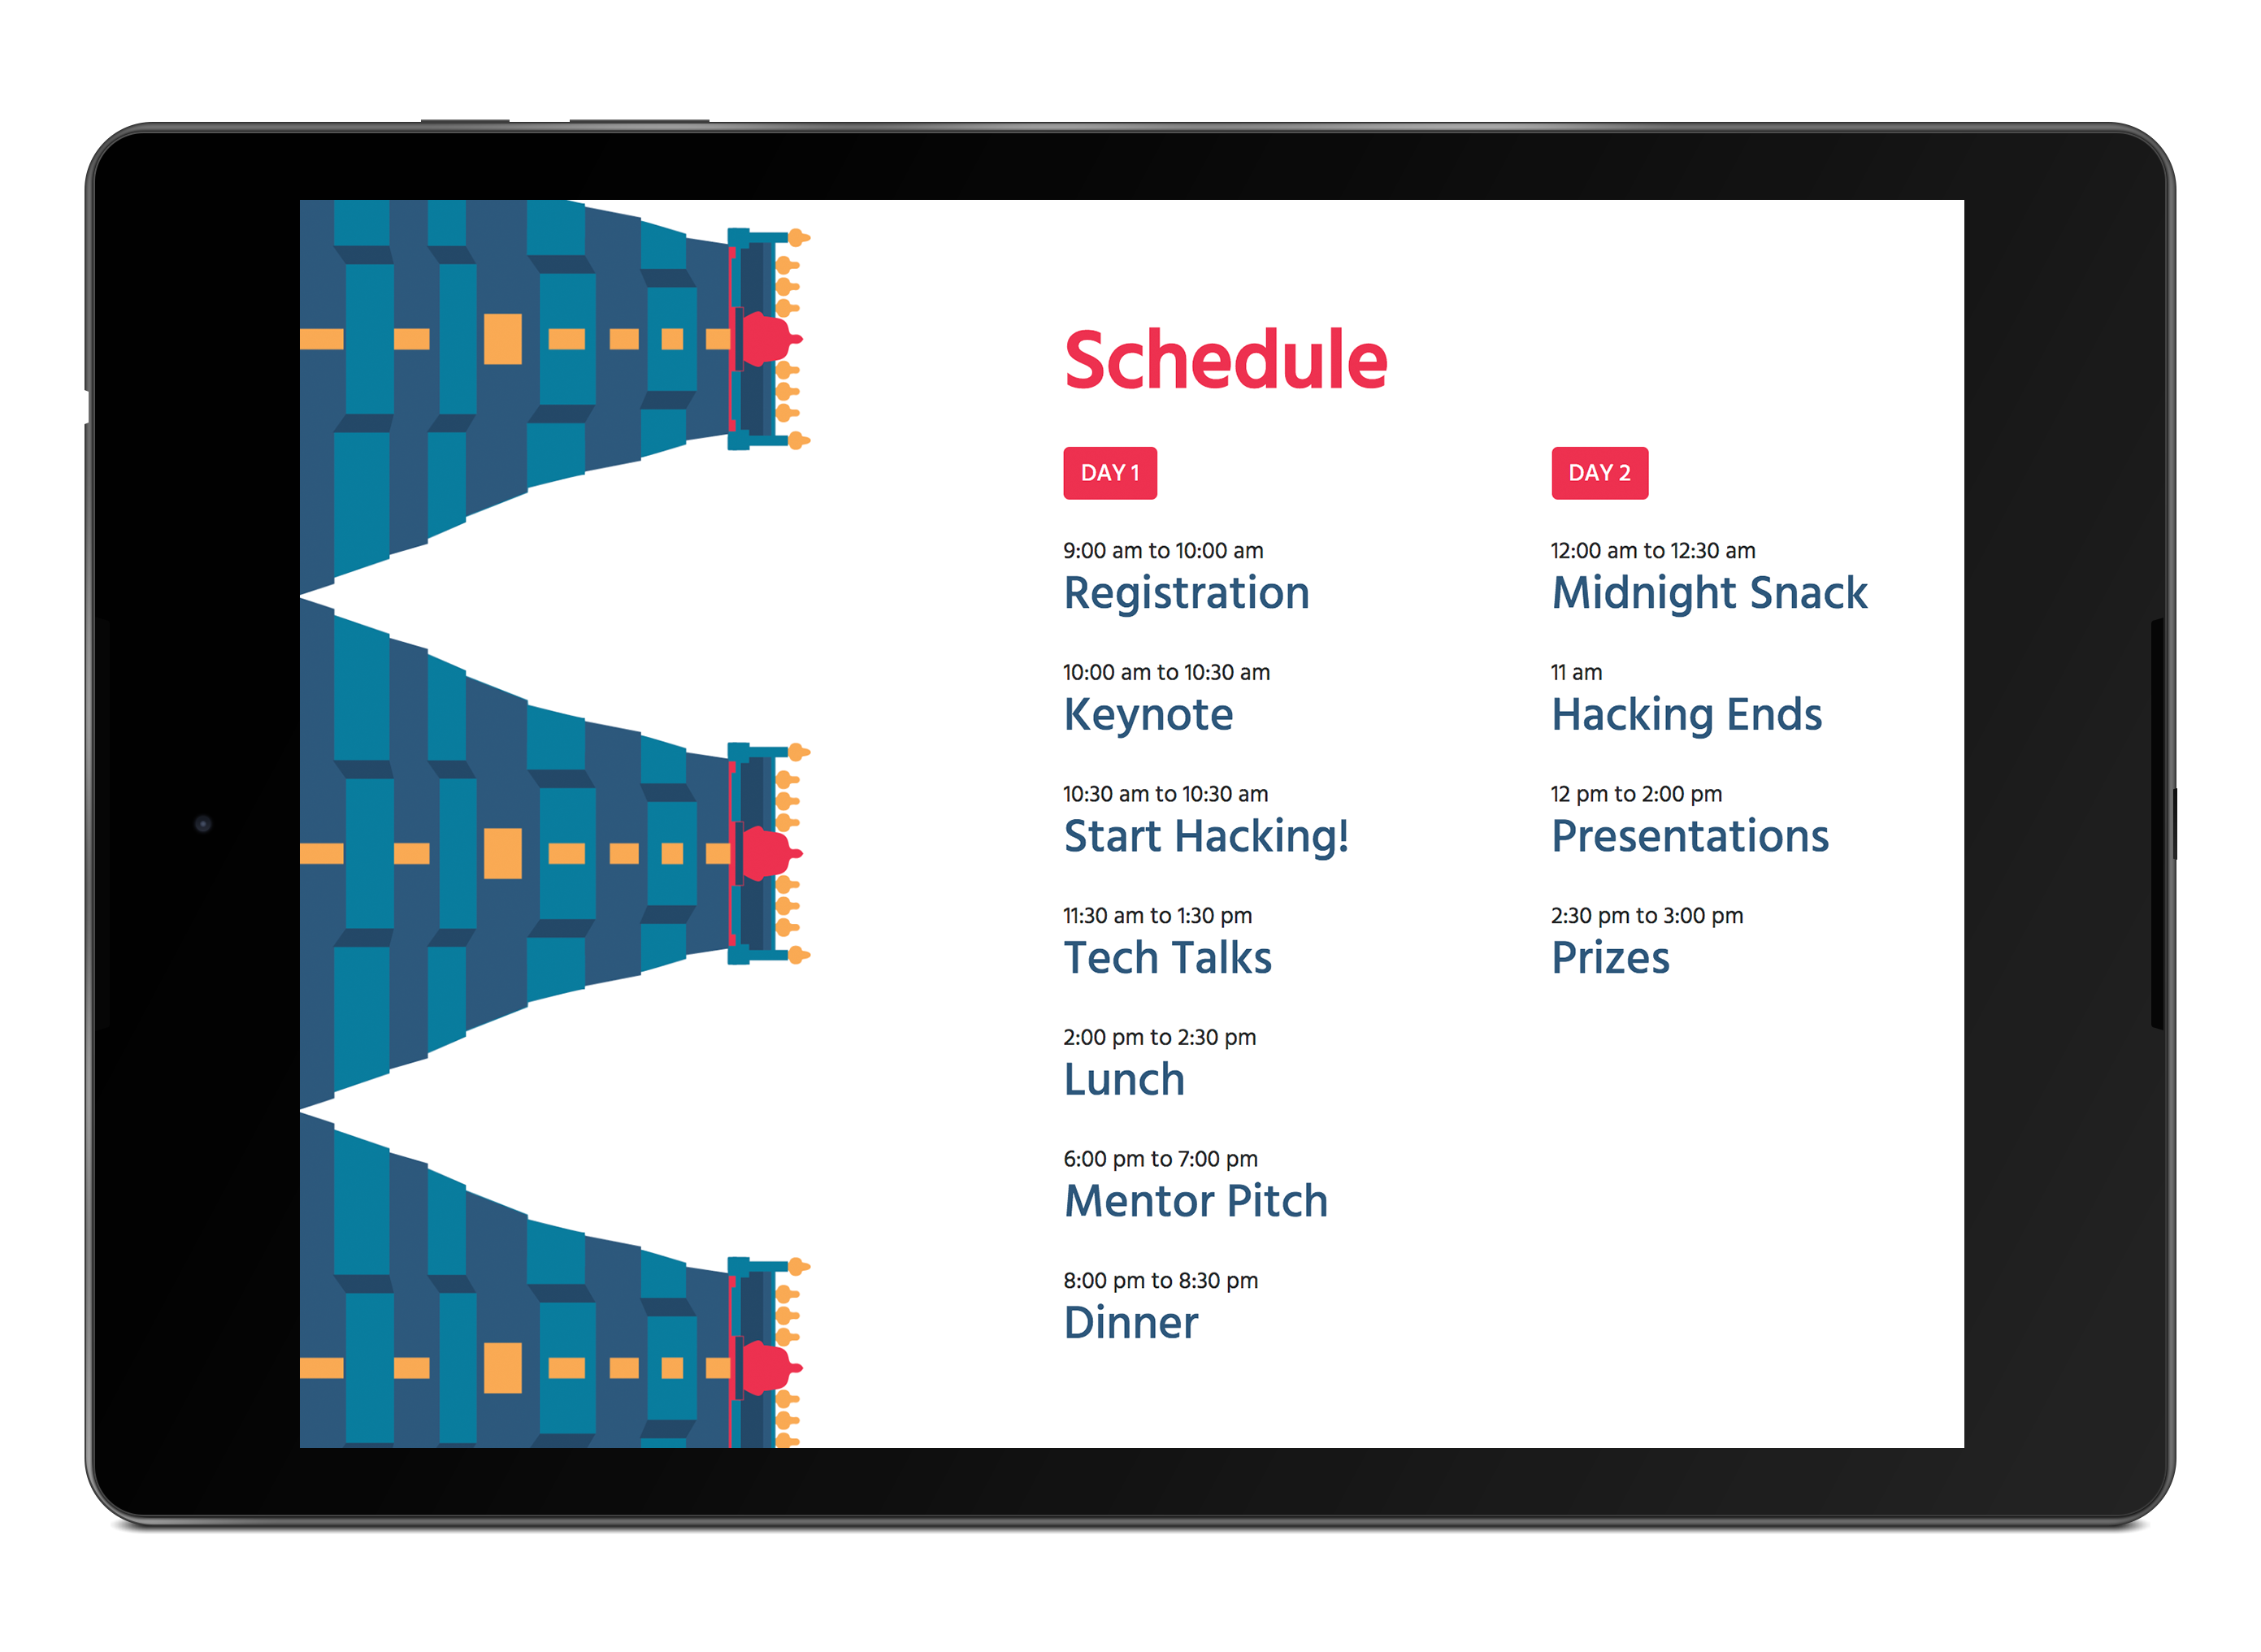 Schedule
DAY 1
9:00 am to 10:00 am
Registration
10:00 am to 10:30 am
Keynote
10:30 am to 10:30 am
Start Hacking!
11:30 am to 1:30 pm
Tech Talks
2:00 pm to 2:30 pm
Lunch
6:00 pm to 7:00 pm
Mentor Pitch
8:00 pm to 8:30 pm
Dinner
DAY 2
12:00 am to 12:30 am
Midnight Snack
11 am
Hacking Ends
12 pm to 2:00 pm
Presentations
2:30 pm to 3:00 pm
Prizes